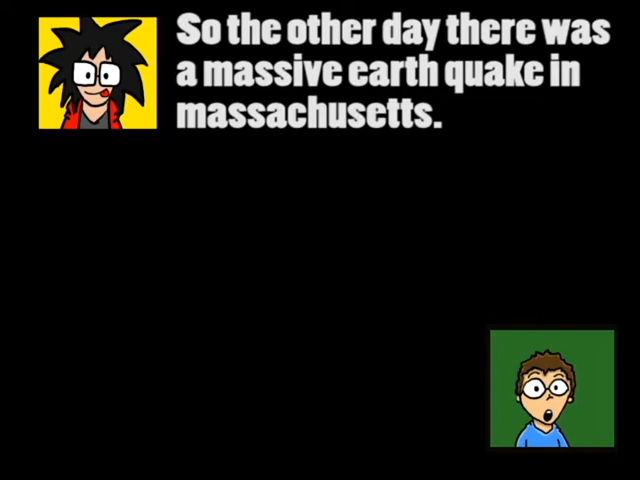 So the other day there was
a massive earth quake in
massachusetts.